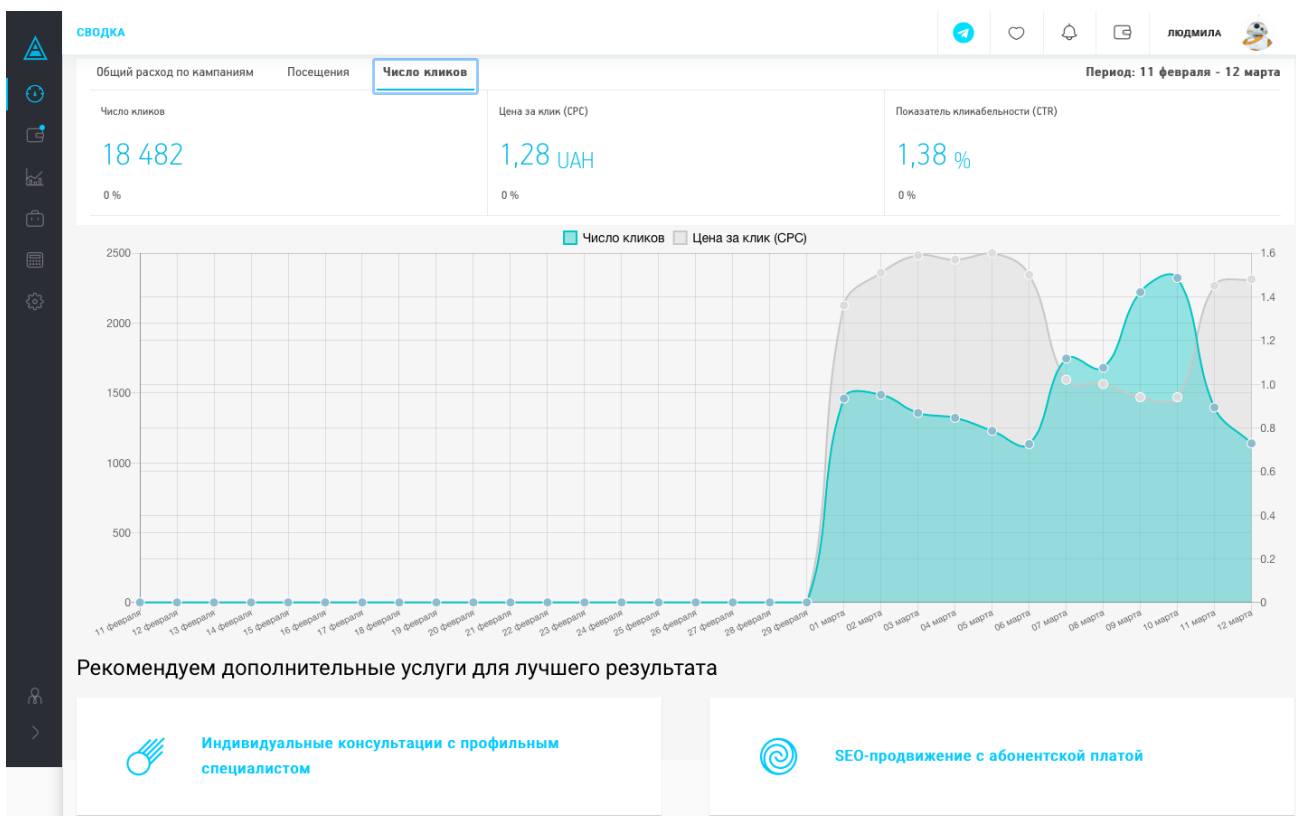 СВОДКА
ЛЮДМИЛА
Общий расход по кампаниям Посещения Число кликов Период: 11 февраля - 12 марта
Число кликов Цена за клик (CPC) Показатель кликабельности (CTR)
18 482 1,28 UAH 1,38 %
0 % 0 % 0 %
Число кликов Цена за клик (CPC)
2500 1.6
1.4
2000
1.2
1500 1.0
0.8
1000
0.6
500 0.4
0.2
0 0
11 февраля 12 февраля 13 февраля 14 февраля 15 февраля 16 февраля 17 февраля 18 февраля 19 февраля 20 февраля 21 февраля 22 февраля 23 февраля 24 февраля 25 февраля 26 февраля 27 февраля 28 февраля 29 февраля 01 марта 02 марта 03 марта 04 марта 05 марта 06 марта 07 марта 08 марта 09 марта 10 марта 11 марта 12 марта
Рекомендуем дополнительные услуги для лучшего результата
Индивидуальные консультации с профильным
специалистом
SEO-продвижение с абонентской платой